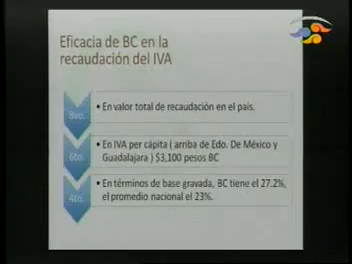 Eficacia de BC en la
recaudación del IVA
8vo.
• En valor total de recaudación en el país.
6to.
• En IVA per cápita ( arriba de Edo. De México y
Guadalajara ) $3,100 pesos BC
4to.
• En términos de base gravada, BC tiene el 27.2%,
el promedio nacional el 23%.